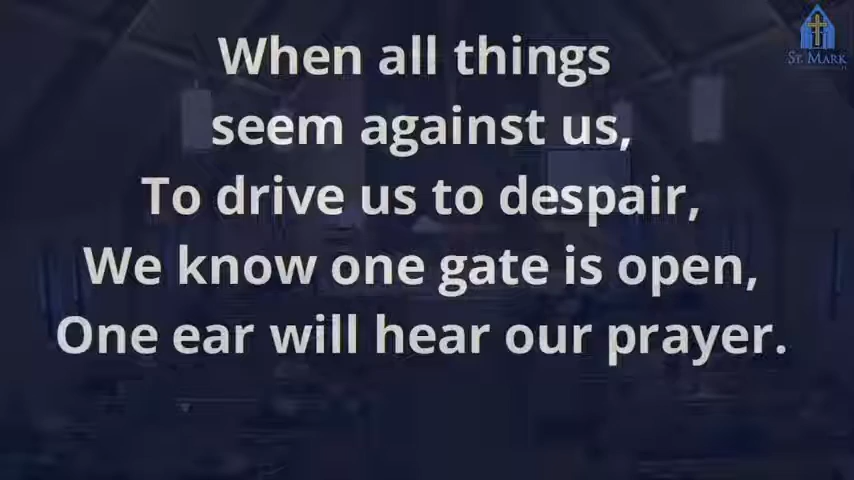 When all things
seem against us,
To drive us to despair,
We know one gate is open,
One ear will hear our prayer.
St. Mark